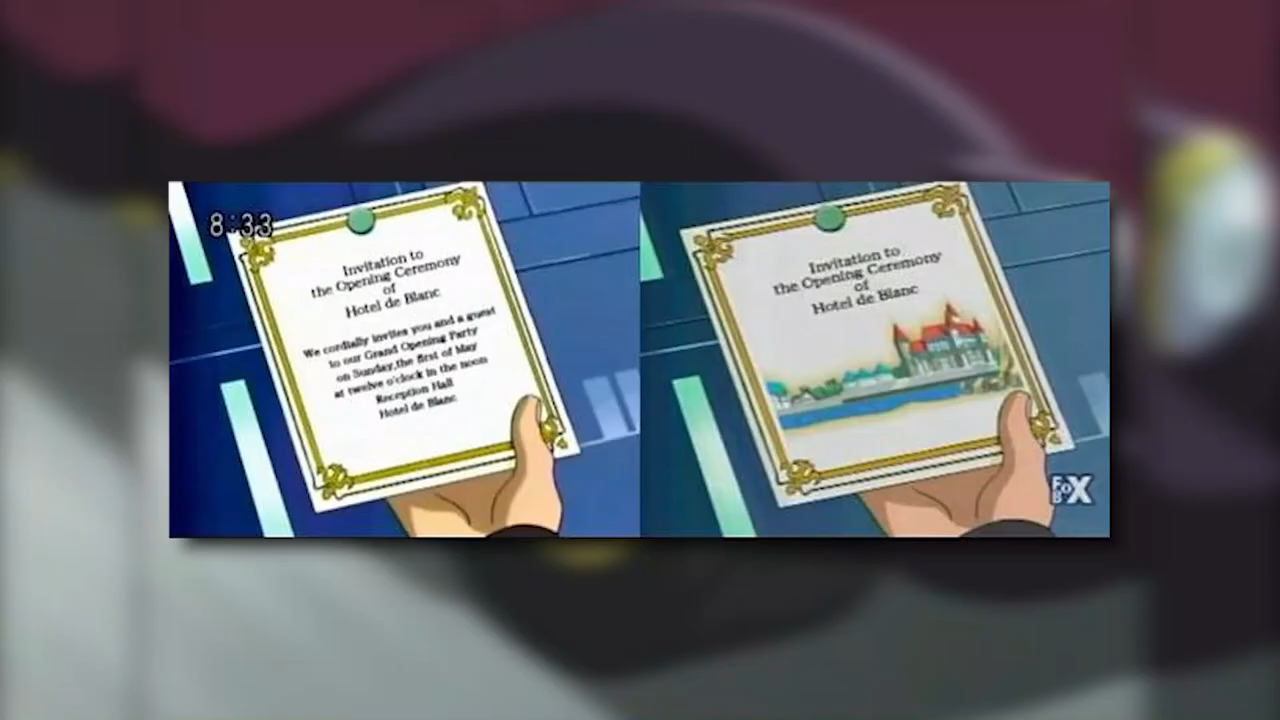 8:33
Invitation to
the Opening Ceremony
of
Hotel de Blanc
We cordially invites you and a guest
to our Grand Opening Party
on Sunday,the first of May
at twelve o'clock in the noon
Reception Hall
Hotel de Blanc
Invitation to
the Opening Ceremony
of
Hotel de Blanc
FoX
B